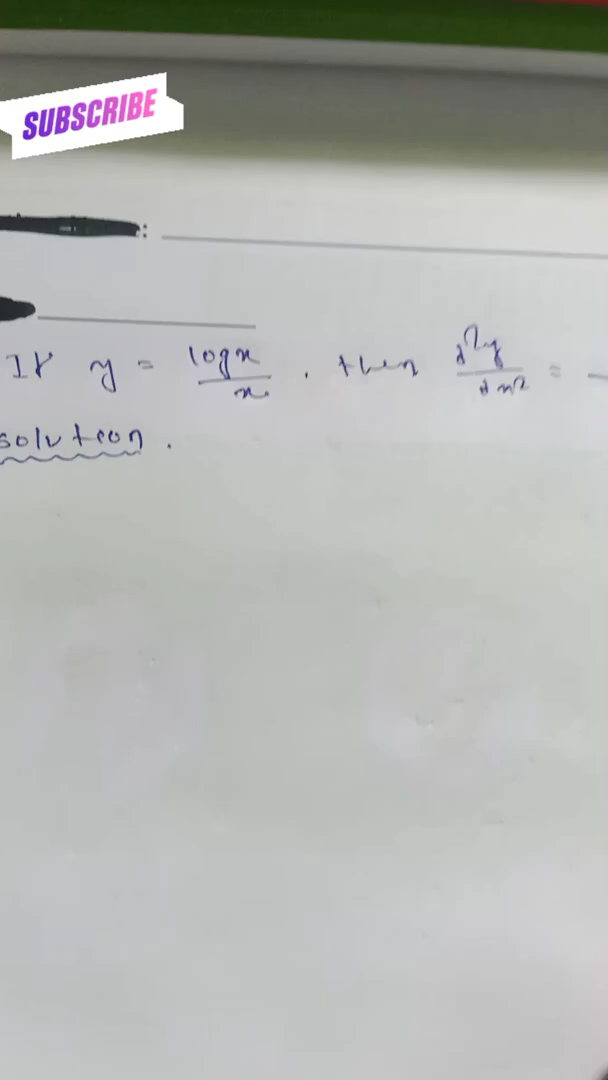 SUBSCRIBE
If y = log x / x . then d²y / dx² = —
solution .